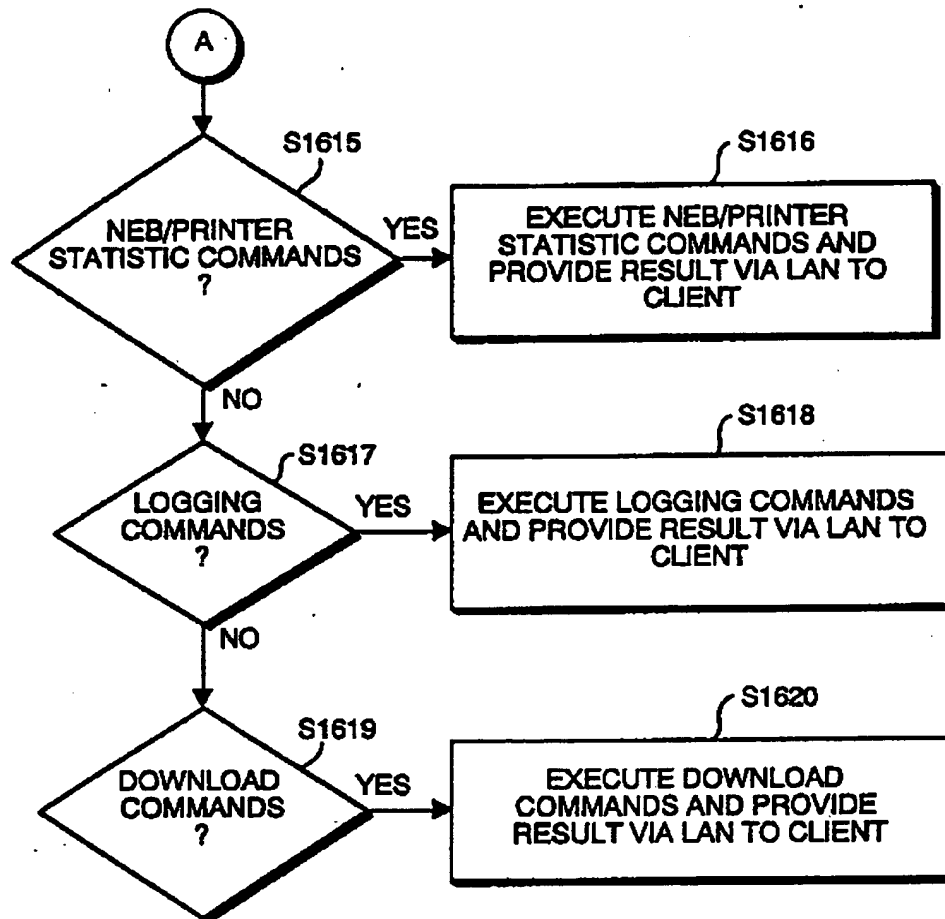 A
S1615
NEB/PRINTER
STATISTIC COMMANDS
?
YES
S1616
EXECUTE NEB/PRINTER
STATISTIC COMMANDS AND
PROVIDE RESULT VIA LAN TO
CLIENT
NO
S1617
LOGGING
COMMANDS
?
YES
S1618
EXECUTE LOGGING COMMANDS
AND PROVIDE RESULT VIA LAN TO
CLIENT
NO
S1619
DOWNLOAD
COMMANDS
?
YES
S1620
EXECUTE DOWNLOAD
COMMANDS AND PROVIDE
RESULT VIA LAN TO CLIENT